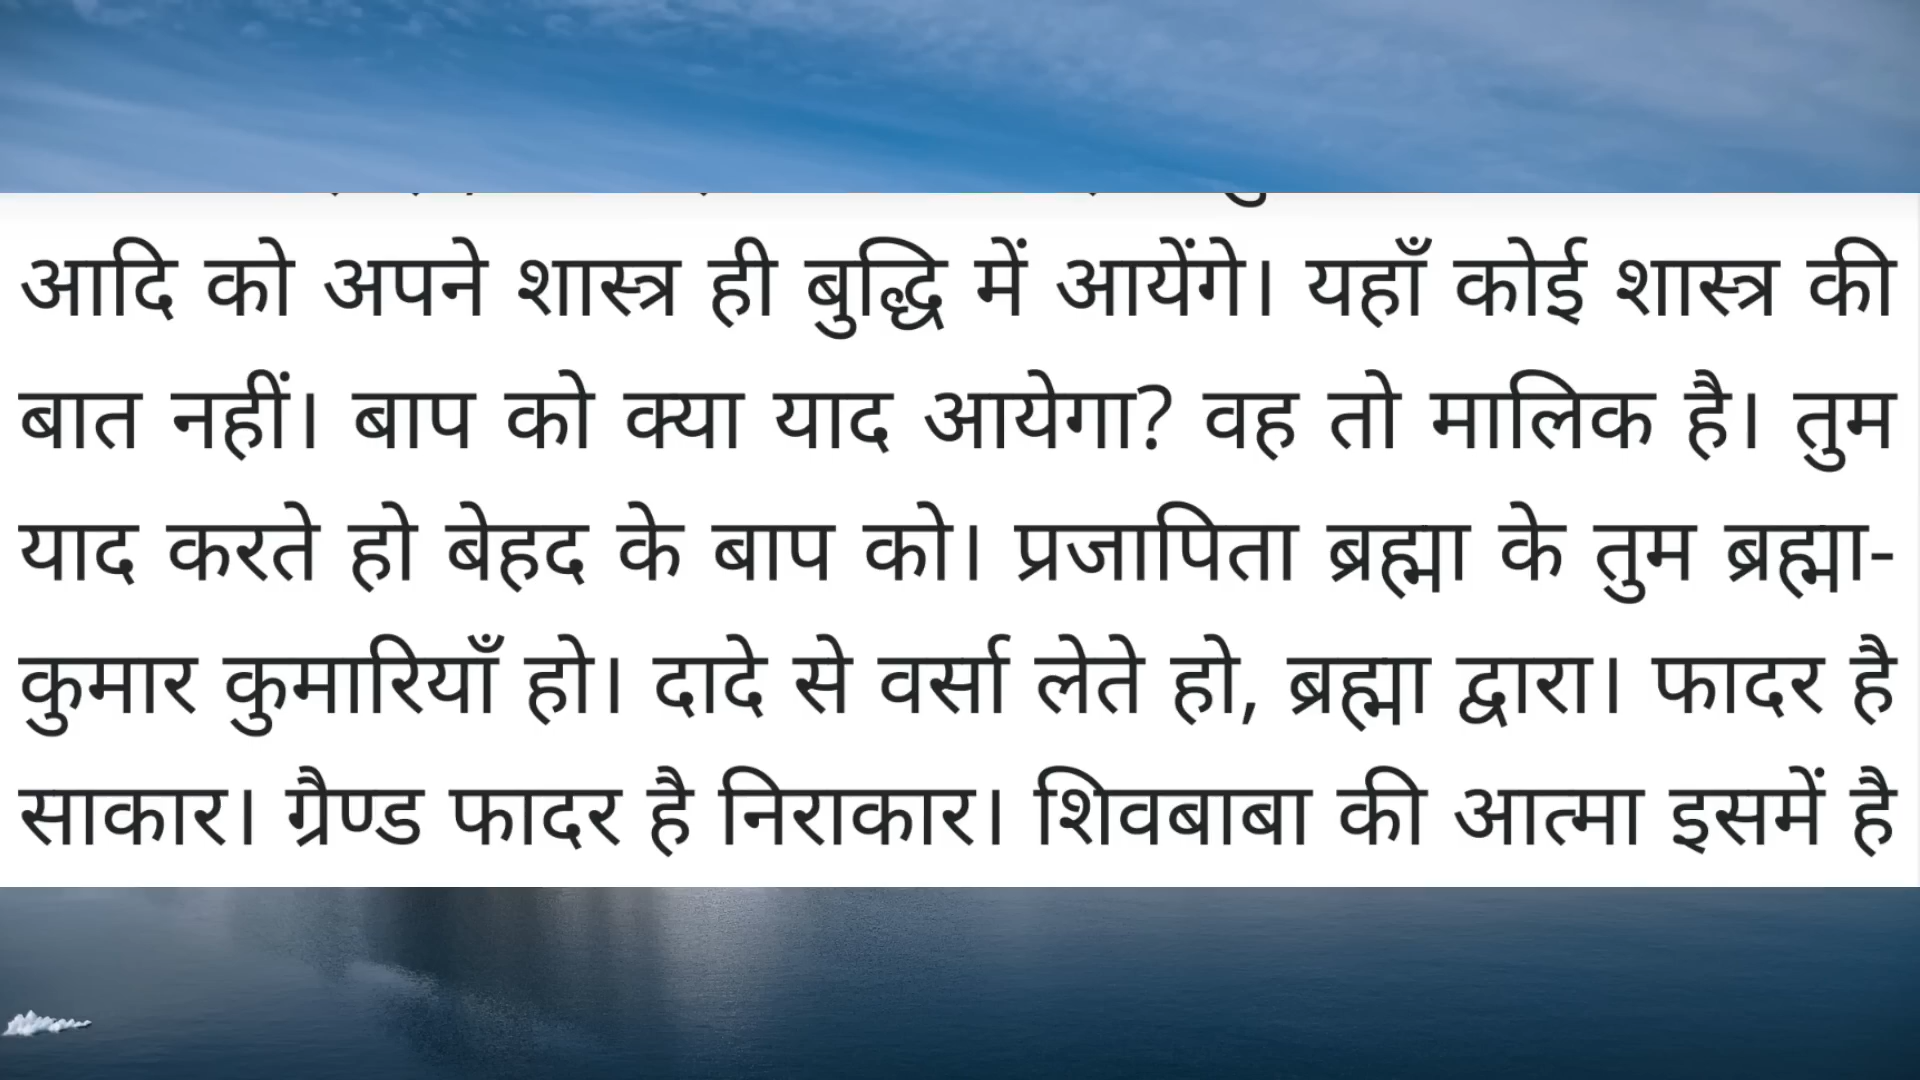 आदि को अपने शास्त्र ही बुद्धि में आयेंगे। यहाँ कोई शास्त्र की
बात नहीं। बाप को क्या याद आयेगा? वह तो मालिक है। तुम
याद करते हो बेहद के बाप को। प्रजापिता ब्रह्मा के तुम ब्रह्मा-
कुमार कुमारियाँ हो। दादे से वर्सा लेते हो, ब्रह्मा द्वारा। फादर है
साकार। ग्रैण्ड फादर है निराकार। शिवबाबा की आत्मा इसमें है